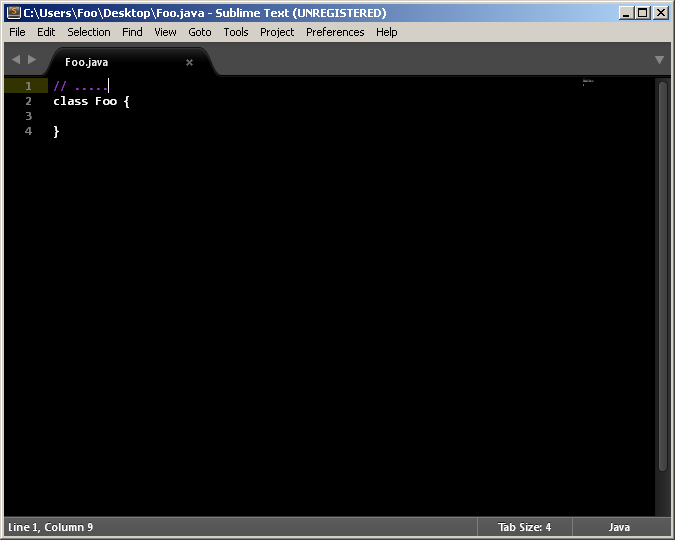 C:\Users\Foo\Desktop\Foo.java - Sublime Text (UNREGISTERED)
File Edit Selection Find View Goto Tools Project Preferences Help
Foo.java
1 // .....
2 class Foo {
3
4 }
Line 1, Column 9 Tab Size: 4 Java